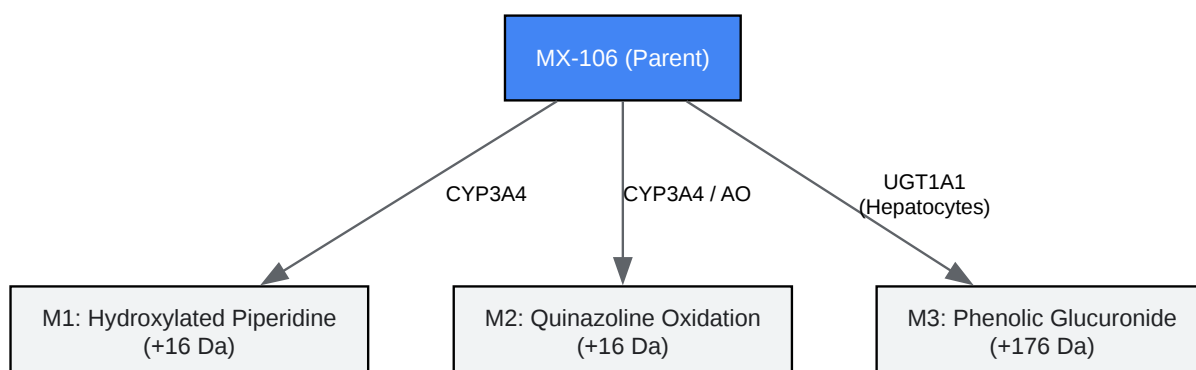 MX-106 (Parent)
CYP3A4
CYP3A4 / AO
UGT1A1
(Hepatocytes)
M1: Hydroxylated Piperidine
(+16 Da)
M2: Quinazoline Oxidation
(+16 Da)
M3: Phenolic Glucuronide
(+176 Da)